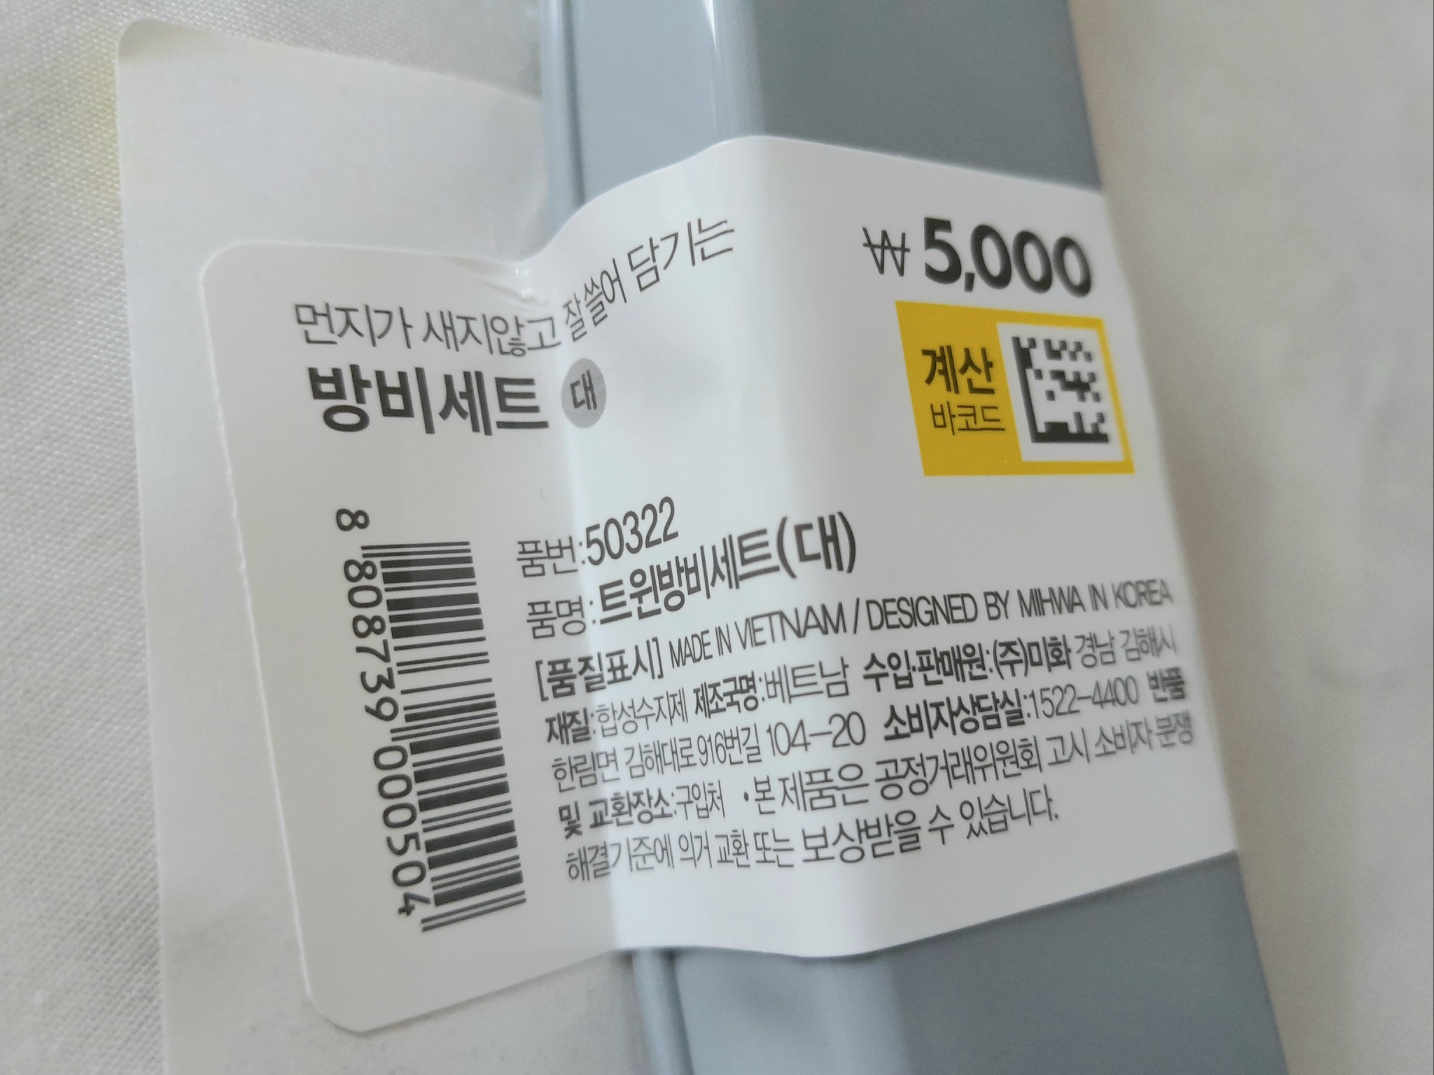 먼지가 새지않고 잘쓸어 담기는
방비세트 대
₩ 5,000
계산
바코드
8 808739 000504
품번:50322
품명:트윈방비세트(대)
[품질표시] MADE IN VIETNAM / DESIGNED BY MIHWA IN KOREA
재질:합성수지제 제조국명:베트남 수입·판매원:(주)미화 경남 김해시
한림면 김해대로 916번길 104-20 소비자상담실:1522-4400 반품
및 교환장소:구입처 •본 제품은 공정거래위원회 고시 소비자 분쟁
해결기준에 의거 교환 또는 보상받을 수 있습니다.